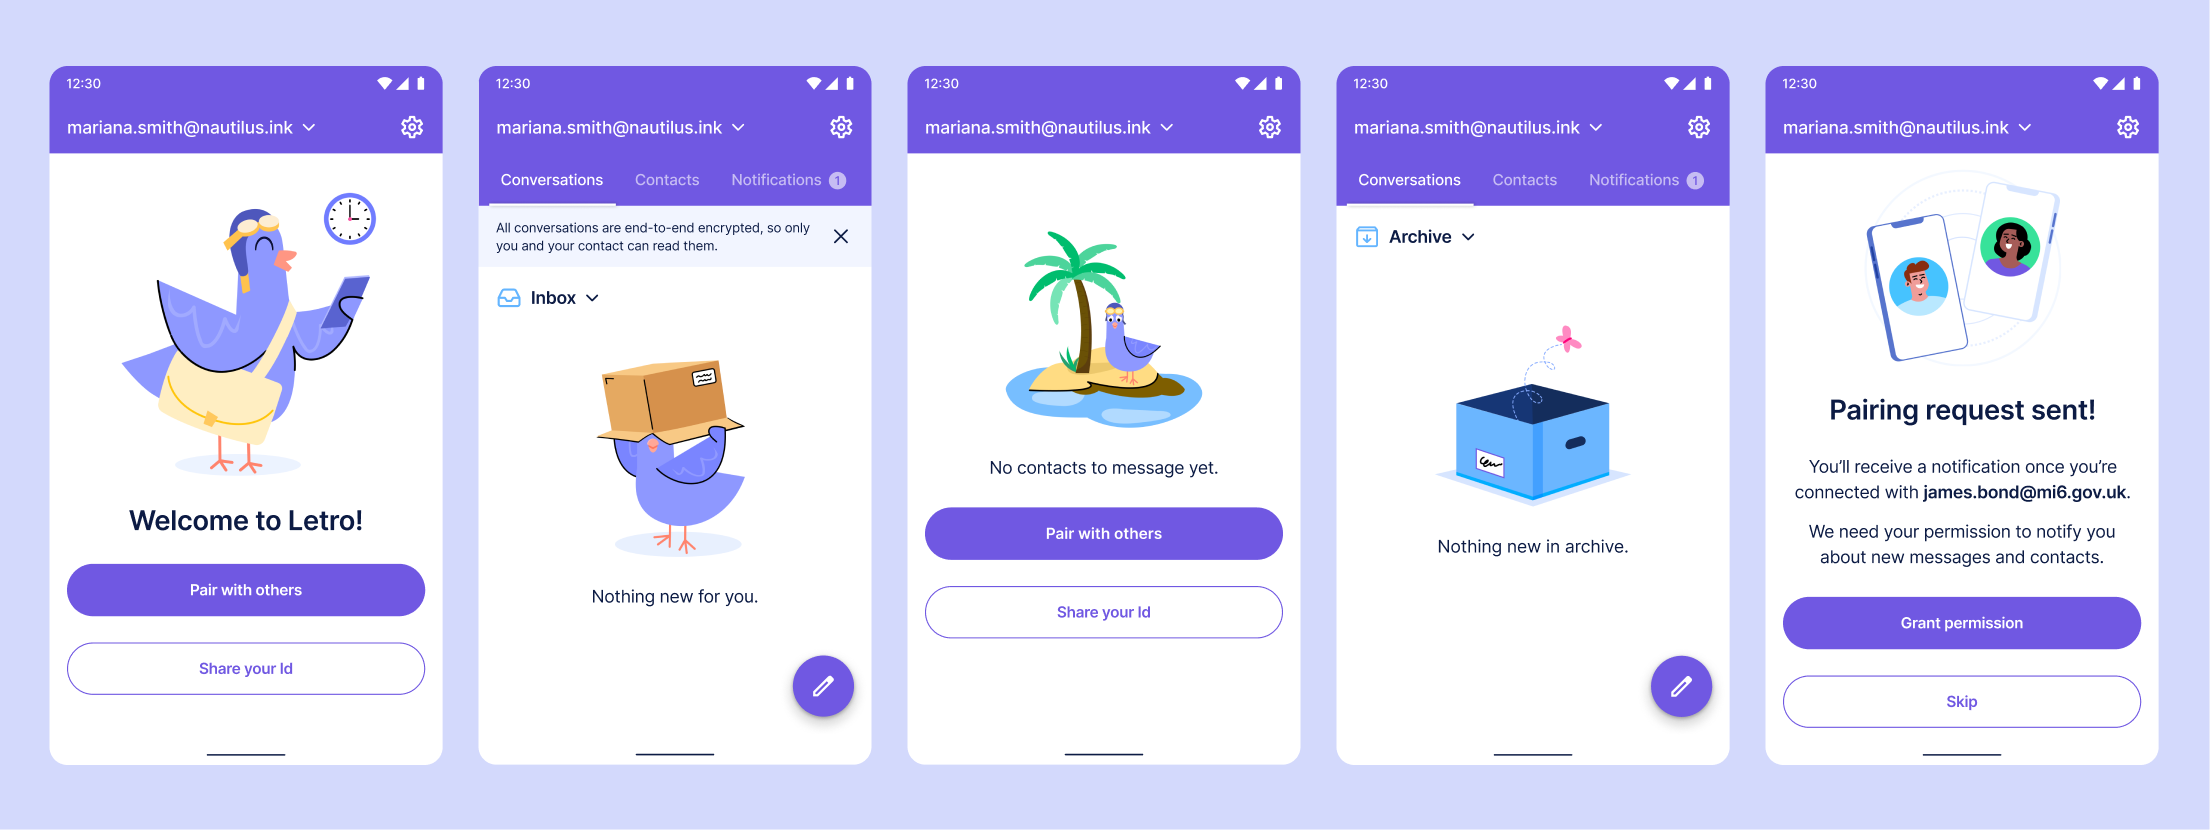 12:30
mariana.smith@nautilus.ink
Welcome to Letro!
Pair with others
Share your Id
12:30
mariana.smith@nautilus.ink
Conversations
Contacts
Notifications 1
All conversations are end-to-end encrypted, so only
you and your contact can read them.
Inbox
Nothing new for you.
12:30
mariana.smith@nautilus.ink
No contacts to message yet.
Pair with others
Share your Id
12:30
mariana.smith@nautilus.ink
Conversations
Contacts
Notifications 1
Archive
Nothing new in archive.
12:30
mariana.smith@nautilus.ink
Pairing request sent!
You’ll receive a notification once you’re
connected with james.bond@mi6.gov.uk.
We need your permission to notify you
about new messages and contacts.
Grant permission
Skip